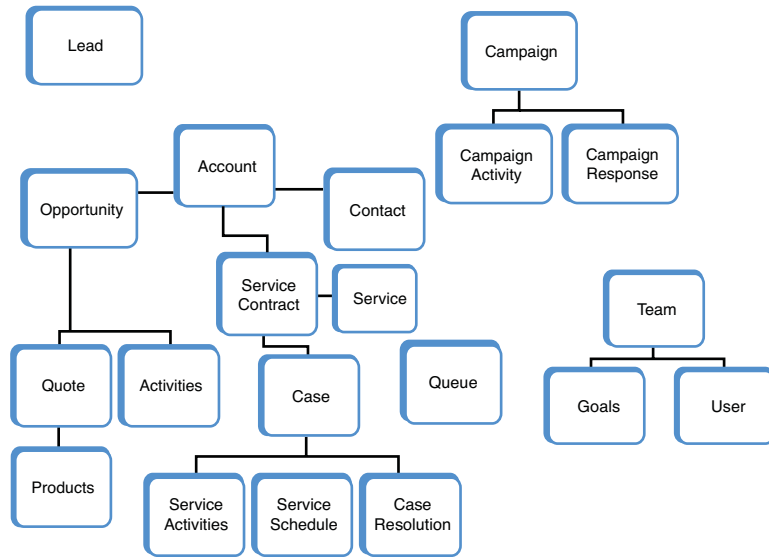 Lead
Campaign
Campaign
Activity
Campaign
Response
Account
Opportunity
Contact
Service
Contract
Service
Team
Quote
Activities
Case
Queue
Goals
User
Products
Service
Activities
Service
Schedule
Case
Resolution